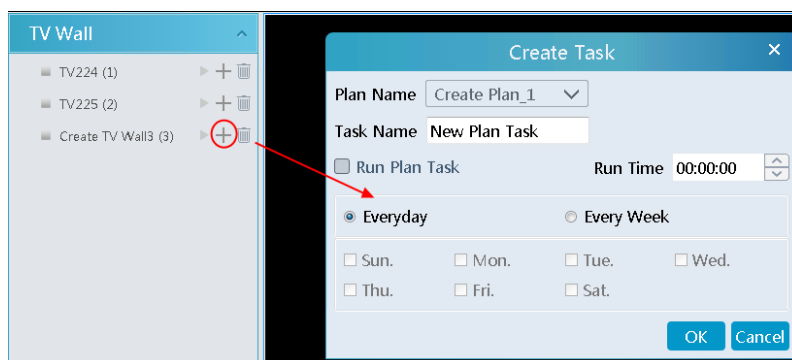 TV Wall
TV224 (1)
TV225 (2)
Create TV Wall3 (3)
Create Task
Plan Name Create Plan_1
Task Name New Plan Task
Run Plan Task Run Time 00:00:00
Everyday Every Week
Sun. Mon. Tue. Wed.
Thu. Fri. Sat.
OK Cancel